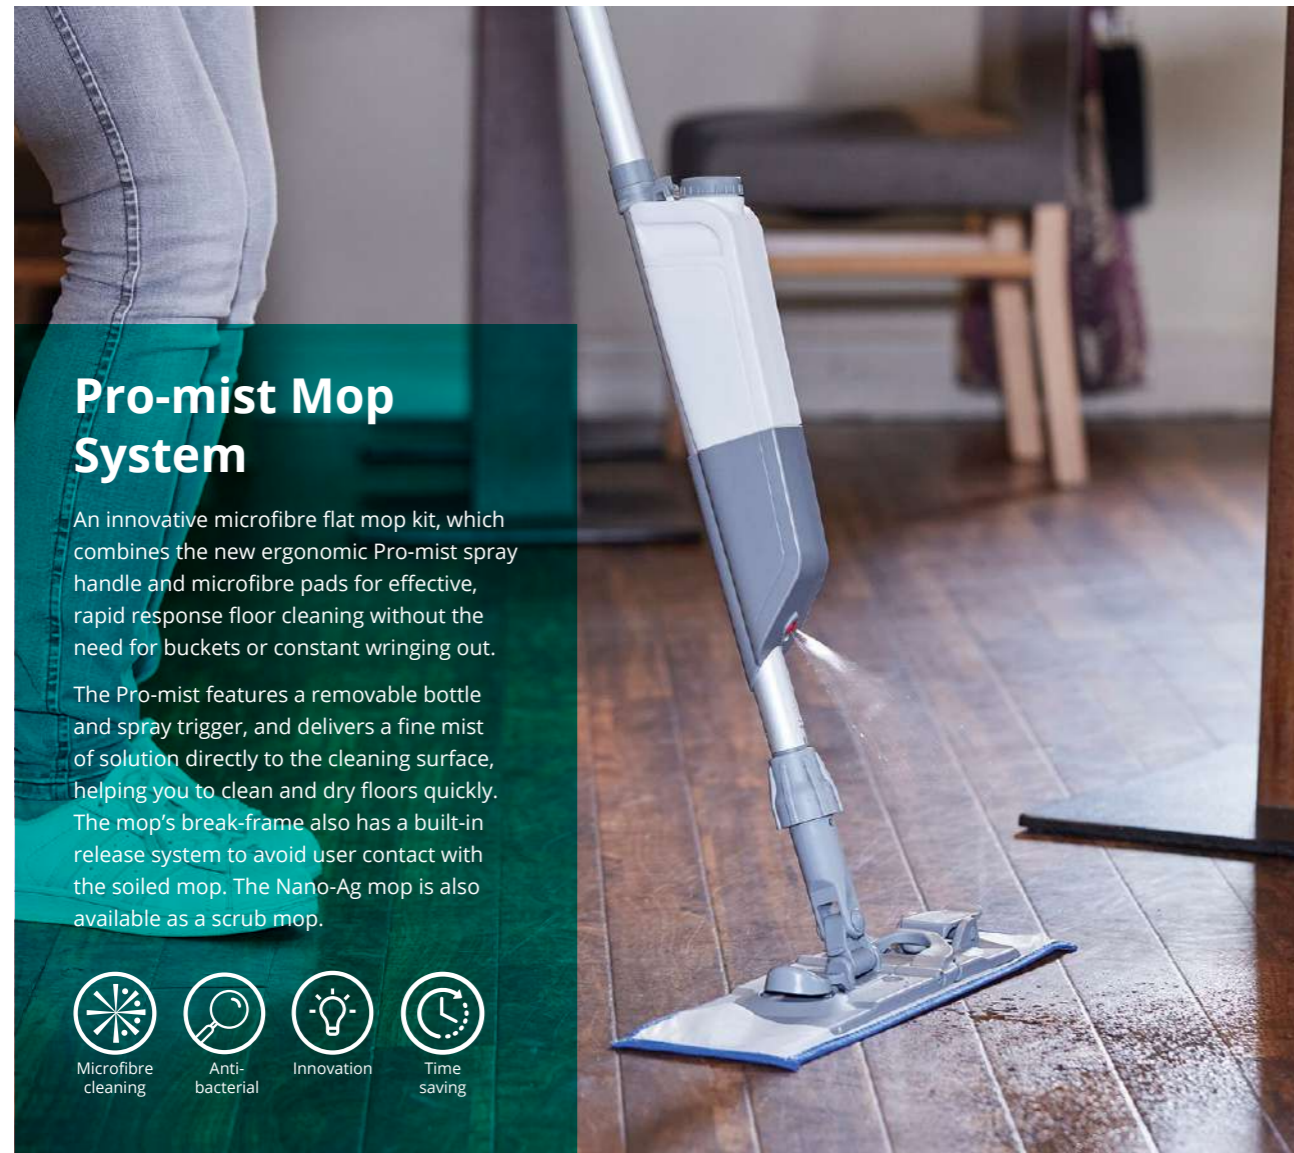 Pro-mist Mop
System
An innovative microfibre flat mop kit, which
combines the new ergonomic Pro-mist spray
handle and microfibre pads for effective,
rapid response floor cleaning without the
need for buckets or constant wringing out.
The Pro-mist features a removable bottle
and spray trigger, and delivers a fine mist
of solution directly to the cleaning surface,
helping you to clean and dry floors quickly.
The mop’s break-frame also has a built-in
release system to avoid user contact with
the soiled mop. The Nano-Ag mop is also
available as a scrub mop.
Microfibre
cleaning
Anti-
bacterial
Innovation
Time
saving